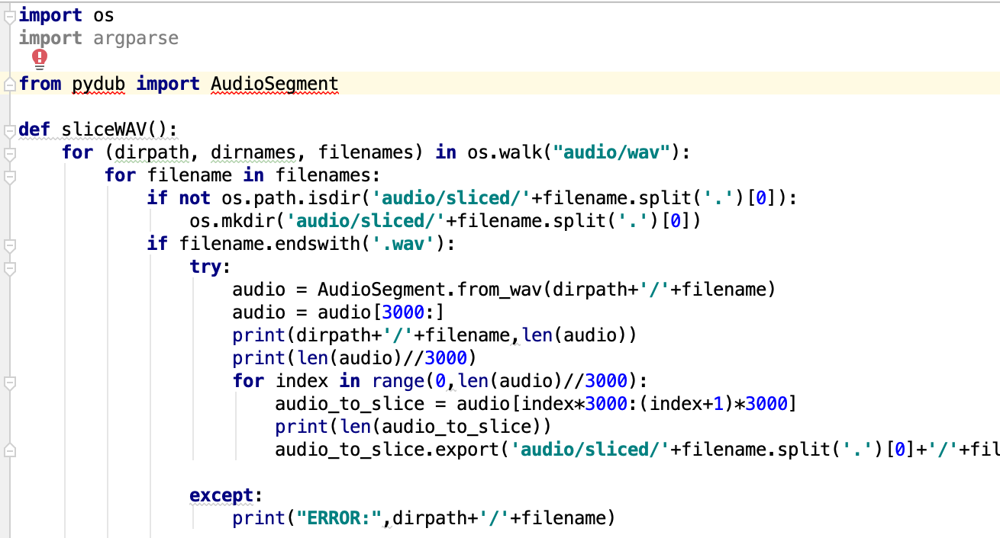 import os
import argparse
from pydub import AudioSegment
def sliceWAV():
    for (dirpath, dirnames, filenames) in os.walk("audio/wav"):
        for filename in filenames:
            if not os.path.isdir('audio/sliced/'+filename.split('.')[0]):
                os.mkdir('audio/sliced/'+filename.split('.')[0])
            if filename.endswith('.wav'):
                try:
                    audio = AudioSegment.from_wav(dirpath+'/'+filename)
                    audio = audio[3000:]
                    print(dirpath+'/'+filename,len(audio))
                    print(len(audio)//3000)
                    for index in range(0,len(audio)//3000):
                        audio_to_slice = audio[index*3000:(index+1)*3000]
                        print(len(audio_to_slice))
                        audio_to_slice.export('audio/sliced/'+filename.split('.')[0]+'/'+fil
                except:
                    print("ERROR:",dirpath+'/'+filename)